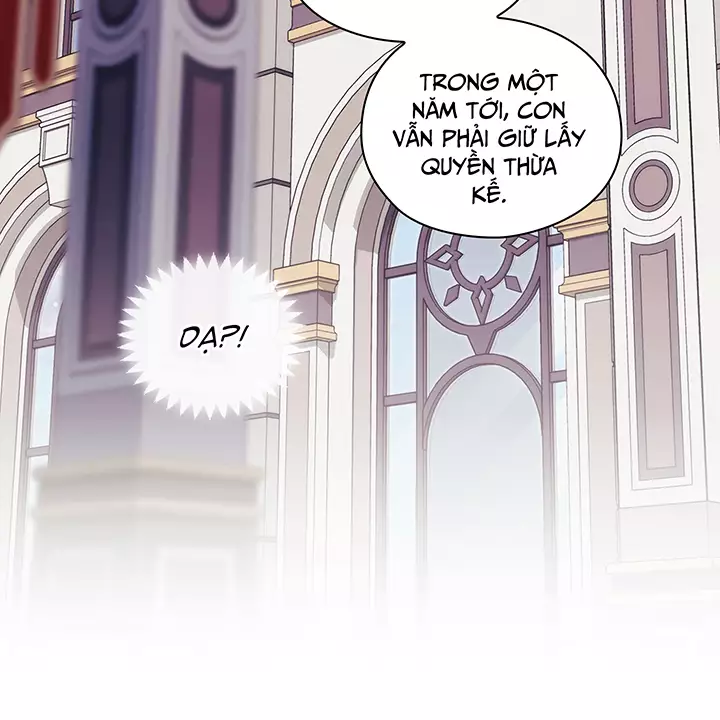 TRONG MỘT
NĂM TỚI, CON
VẪN PHẢI GIỮ LẤY
QUYỀN THỪA
KẾ.
DẠ?!